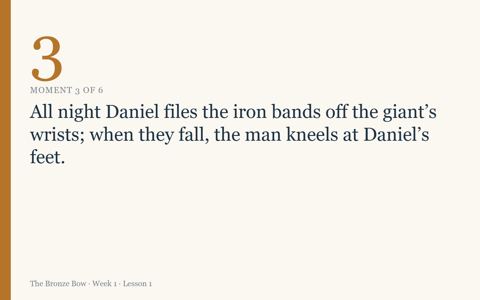 3
MOMENT 3 OF 6
All night Daniel files the iron bands off the giant’s
wrists; when they fall, the man kneels at Daniel’s
feet.
The Bronze Bow · Week 1 · Lesson 1